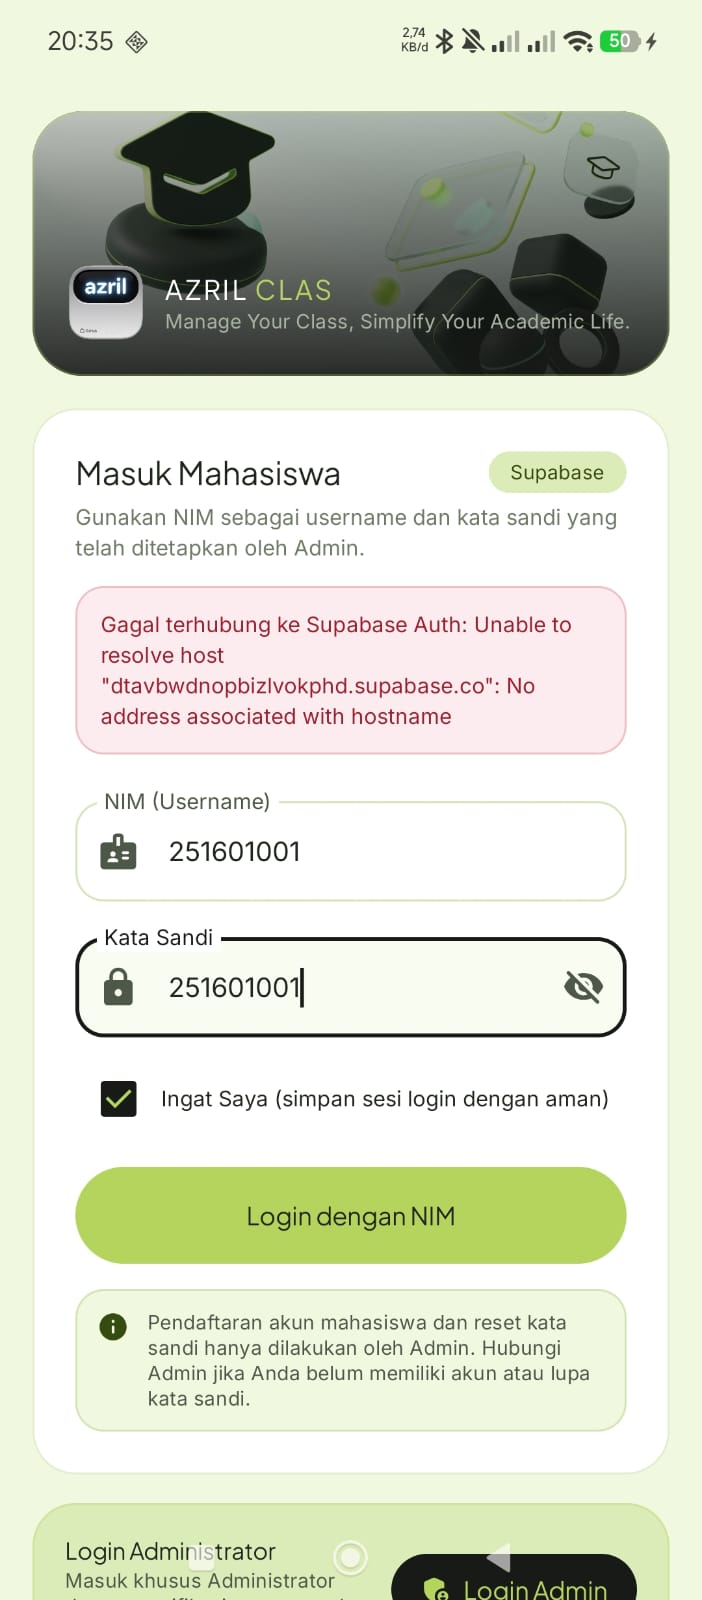 20:35
2,74
KB/d
50
azril
AZRIL CLAS
Manage Your Class, Simplify Your Academic Life.
Masuk Mahasiswa
Supabase
Gunakan NIM sebagai username dan kata sandi yang
telah ditetapkan oleh Admin.
Gagal terhubung ke Supabase Auth: Unable to
resolve host
"dtavbwdnopbizlvokphd.supabase.co": No
address associated with hostname
NIM (Username)
251601001
Kata Sandi
251601001
Ingat Saya (simpan sesi login dengan aman)
Login dengan NIM
Pendaftaran akun mahasiswa dan reset kata
sandi hanya dilakukan oleh Admin. Hubungi
Admin jika Anda belum memiliki akun atau lupa
kata sandi.
Login Administrator
Masuk khusus Administrator
Login Admin